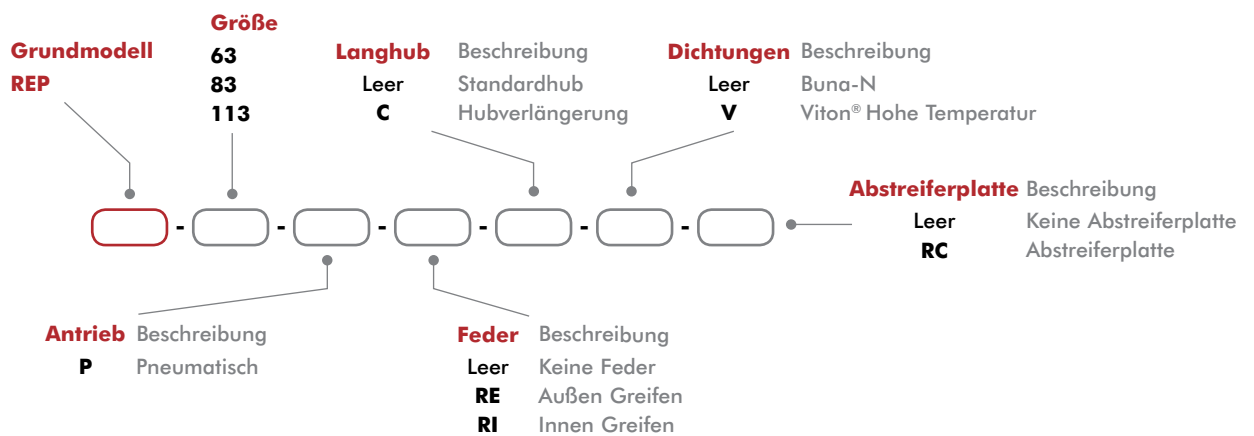 Größe
Grundmodell 63 Langhub Beschreibung Dichtungen Beschreibung
REP 83 Leer Standardhub Leer Buna-N
113 C Hubverlängerung V Viton® Hohe Temperatur
Abstreiferplatte Beschreibung
Leer Keine Abstreiferplatte
- - - - - -
RC Abstreiferplatte
Antrieb Beschreibung Feder Beschreibung
P Pneumatisch Leer Keine Feder
RE Außen Greifen
RI Innen Greifen